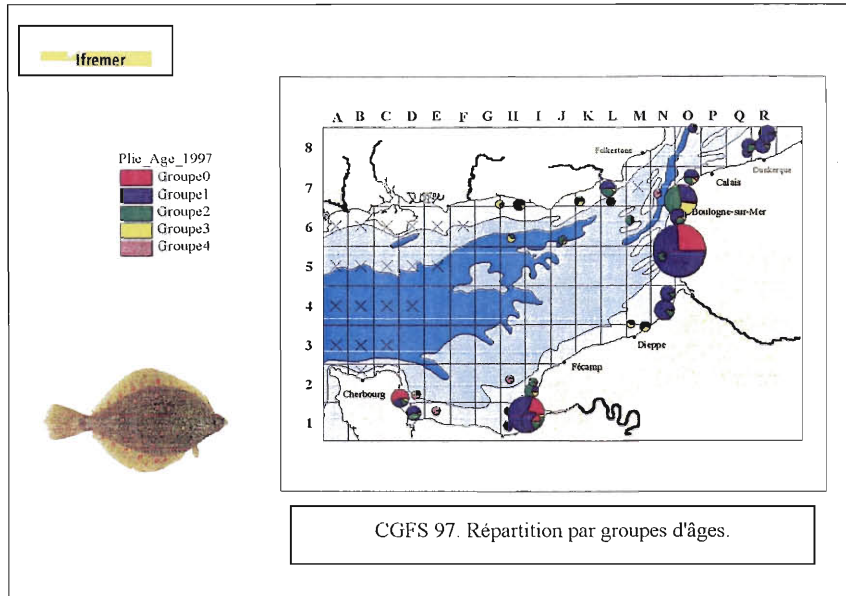 Ifremer
Plie_Age_1997
Groupe0
Groupe1
Groupe2
Groupe3
Groupe4
A B C D E F G H I J K L M N O P Q R
8
7
6
5
4
3
2
1
Folkertons
Dunkerque
Calais
Boulogne-sur-Mer
Dieppe
Fécamp
Cherbourg
CGFS 97. Répartition par groupes d'âges.